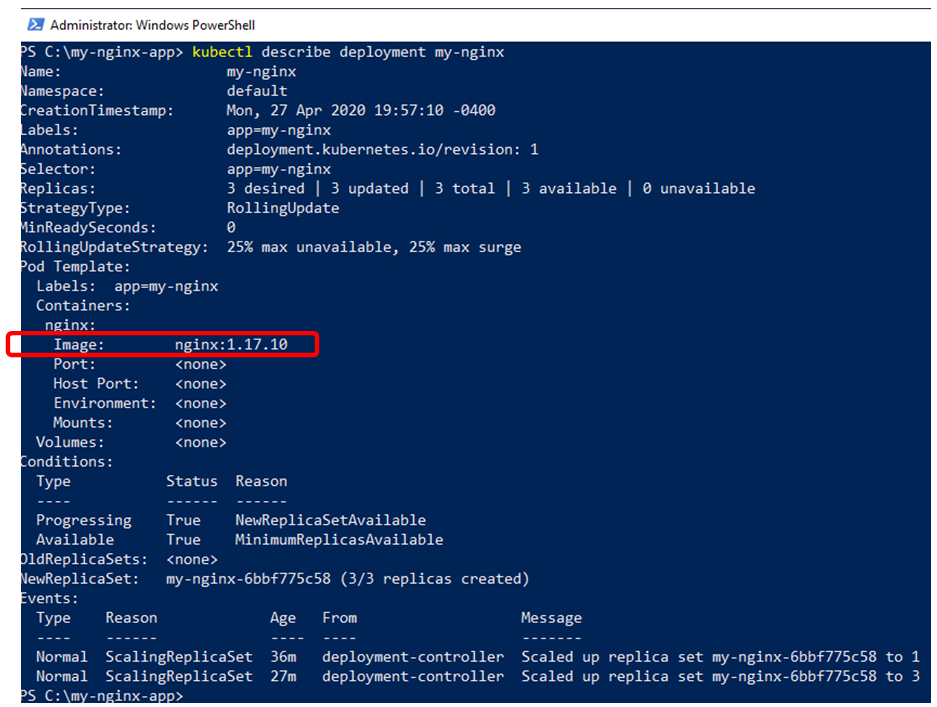 Administrator: Windows PowerShell
PS C:\my-nginx-app> kubectl describe deployment my-nginx
Name:                   my-nginx
Namespace:              default
CreationTimestamp:      Mon, 27 Apr 2020 19:57:10 -0400
Labels:                 app=my-nginx
Annotations:            deployment.kubernetes.io/revision: 1
Selector:               app=my-nginx
Replicas:               3 desired | 3 updated | 3 total | 3 available | 0 unavailable
StrategyType:           RollingUpdate
MinReadySeconds:        0
RollingUpdateStrategy:  25% max unavailable, 25% max surge
Pod Template:
  Labels:  app=my-nginx
  Containers:
   nginx:
    Image:        nginx:1.17.10
    Port:         <none>
    Host Port:    <none>
    Environment:  <none>
    Mounts:       <none>
  Volumes:        <none>
Conditions:
  Type           Status  Reason
  ----           ------  ------
  Progressing    True    NewReplicaSetAvailable
  Available      True    MinimumReplicasAvailable
OldReplicaSets:  <none>
NewReplicaSet:   my-nginx-6bbf775c58 (3/3 replicas created)
Events:
  Type    Reason             Age   From                   Message
  ----    ------             ----  ----                   -------
  Normal  ScalingReplicaSet  36m   deployment-controller  Scaled up replica set my-nginx-6bbf775c58 to 1
  Normal  ScalingReplicaSet  27m   deployment-controller  Scaled up replica set my-nginx-6bbf775c58 to 3
PS C:\my-nginx-app>